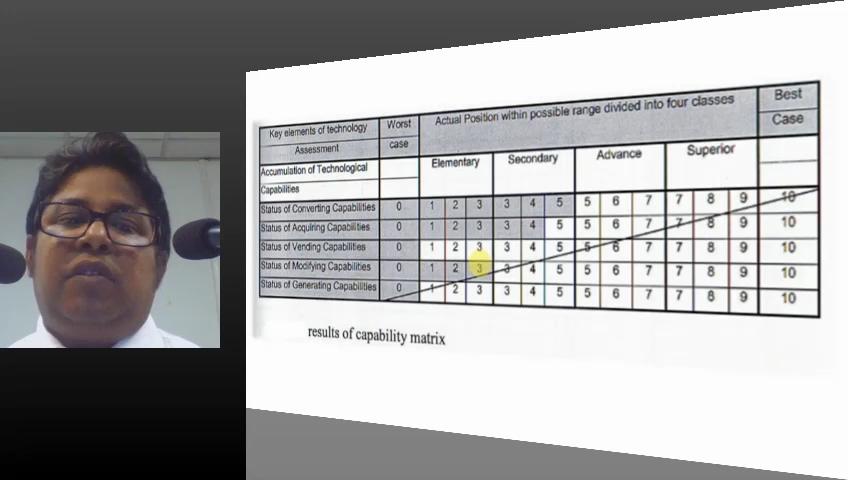 Key elements of technology Assessment Worst case Actual Position within possible range divided into four classes Best Case
Accumulation of Technological Capabilities Elementary Secondary Advance Superior
Status of Converting Capabilities 0 1 2 3 3 4 5 5 6 7 7 8 9 10
Status of Acquiring Capabilities 0 1 2 3 3 4 5 5 6 7 7 8 9 10
Status of Vending Capabilities 0 1 2 3 3 4 5 5 6 7 7 8 9 10
Status of Modifying Capabilities 0 1 2 3 3 4 5 5 6 7 7 8 9 10
Status of Generating Capabilities 0 1 2 3 3 4 5 5 6 7 7 8 9 10
results of capability matrix